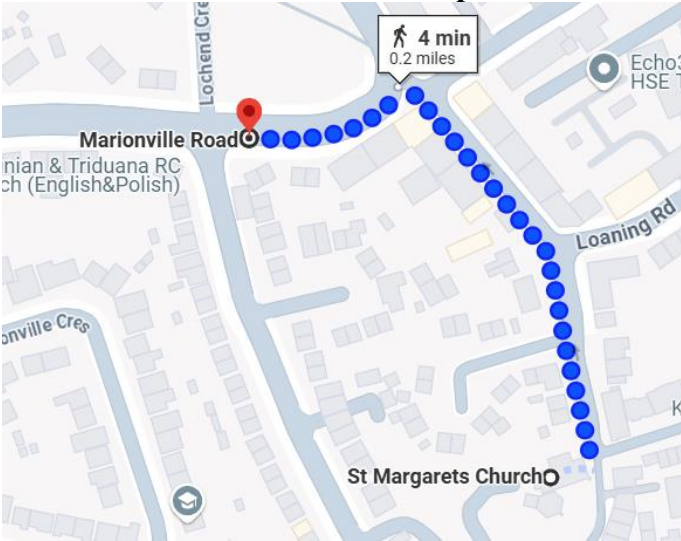 4 min
0.2 miles
Lochend Cres
Echo3
HSE T
Marionville Road
nian & Triduana RC
ch (English&Polish)
Loaning Rd
onville Cres
K
St Margarets Church